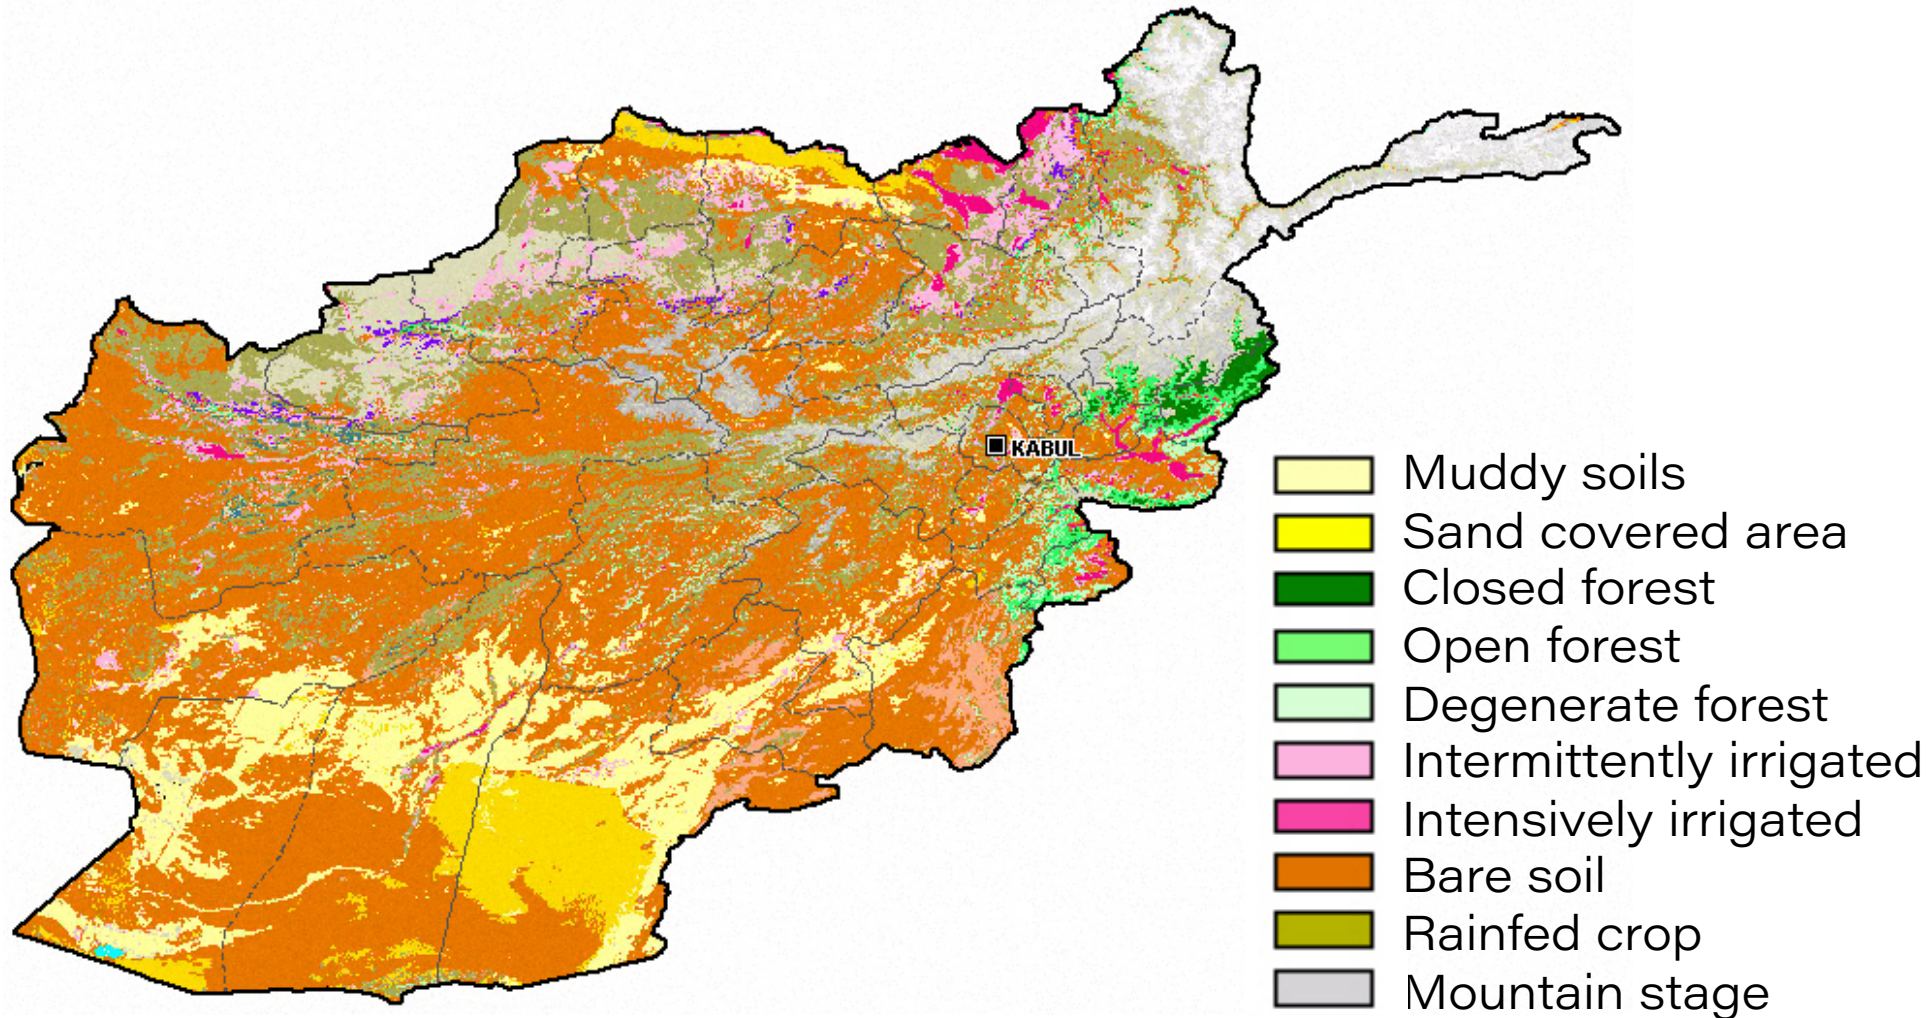 KABUL
Muddy soils
Sand covered area
Closed forest
Open forest
Degenerate forest
Intermittently irrigated
Intensively irrigated
Bare soil
Rainfed crop
Mountain stage